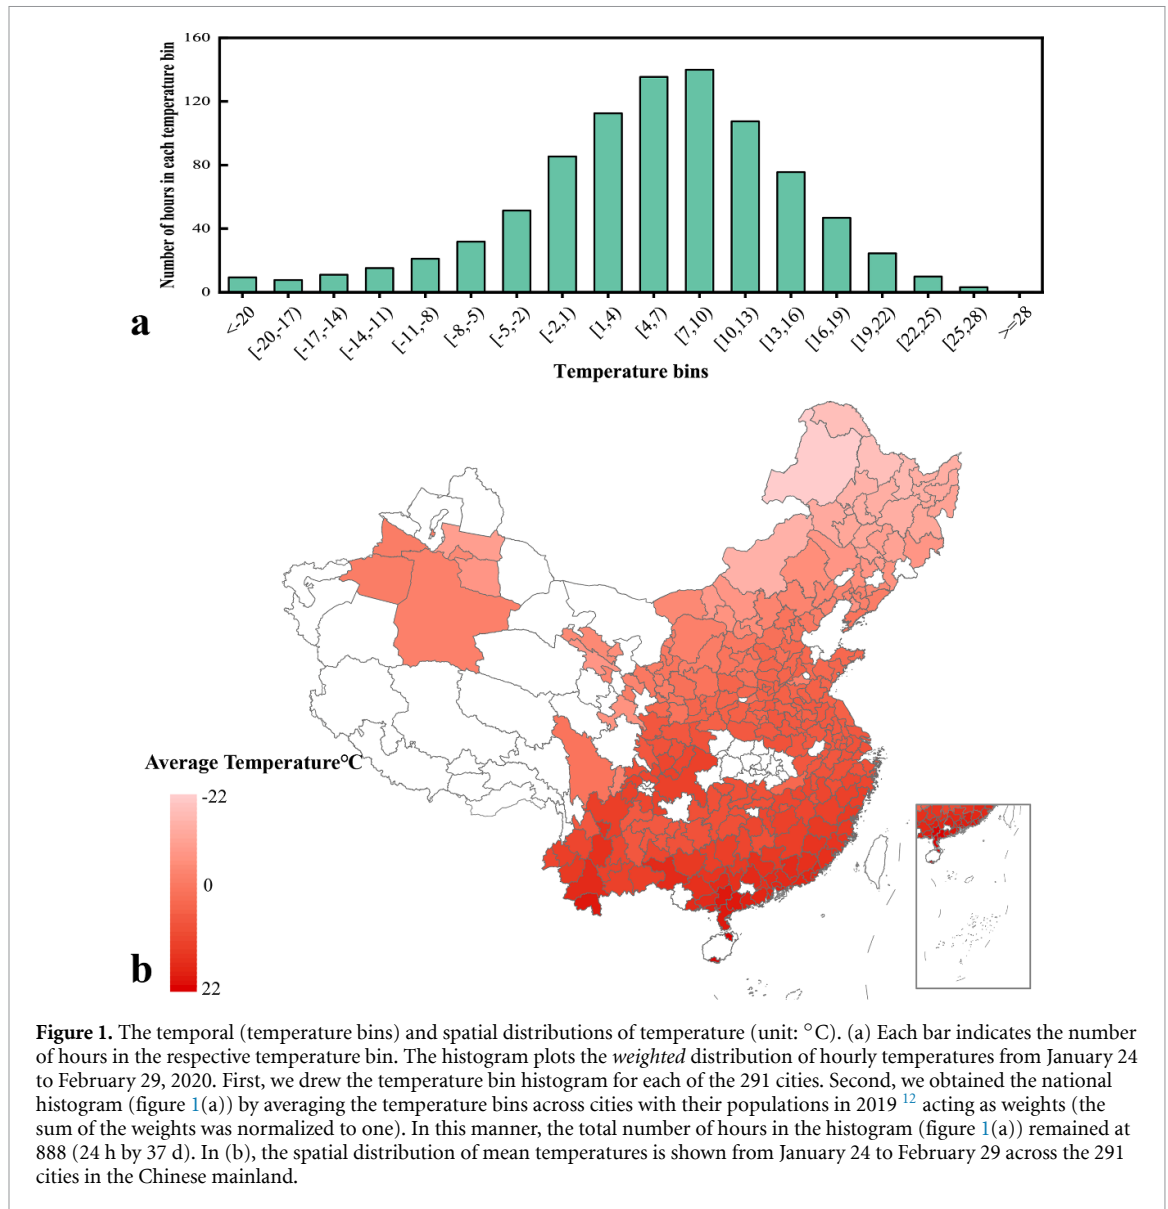 160
120
80
40
0
Number of hours in each temperature bin
<-20
[-20,-17)
[-17,-14)
[-14,-11)
[-11,-8)
[-8,-5)
[-5,-2)
[-2,1)
[1,4)
[4,7)
[7,10)
[10,13)
[13,16)
[16,19)
[19,22)
[22,25)
[25,28)
>=28
a
Temperature bins
Average Temperature°C
-22
0
22
b
Figure 1. The temporal (temperature bins) and spatial distributions of temperature (unit: °C). (a) Each bar indicates the number
of hours in the respective temperature bin. The histogram plots the weighted distribution of hourly temperatures from January 24
to February 29, 2020. First, we drew the temperature bin histogram for each of the 291 cities. Second, we obtained the national
histogram (figure 1(a)) by averaging the temperature bins across cities with their populations in 2019 12 acting as weights (the
sum of the weights was normalized to one). In this manner, the total number of hours in the histogram (figure 1(a)) remained at
888 (24 h by 37 d). In (b), the spatial distribution of mean temperatures is shown from January 24 to February 29 across the 291
cities in the Chinese mainland.